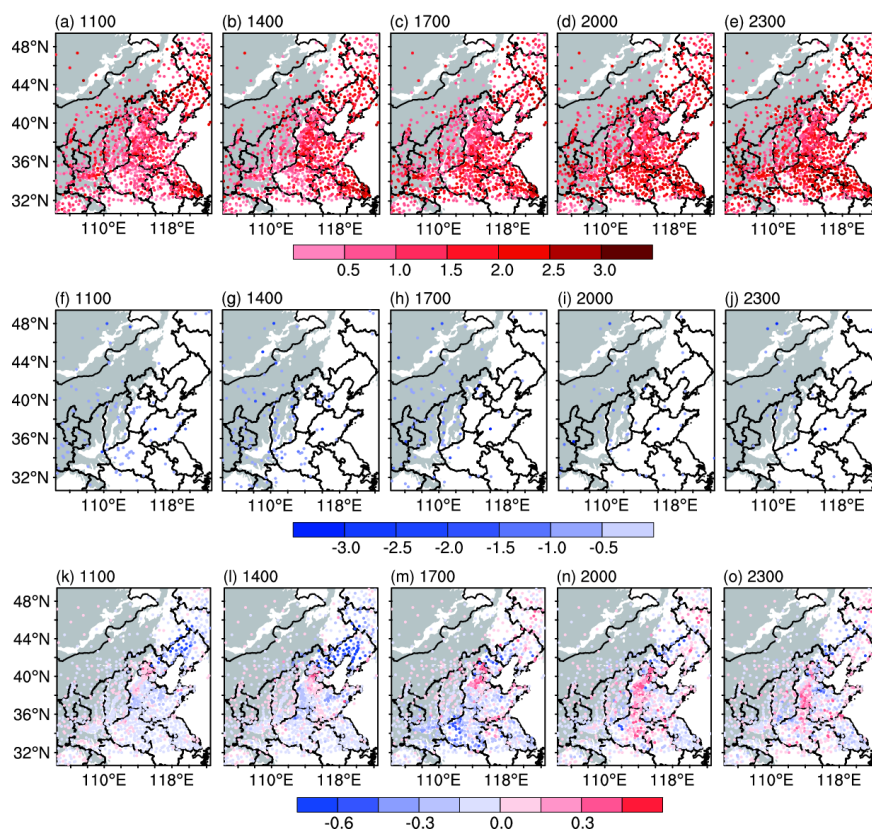 (a) 1100 (b) 1400 (c) 1700 (d) 2000 (e) 2300
48°N
44°N
40°N
36°N
32°N
110°E 118°E 110°E 118°E 110°E 118°E 110°E 118°E 110°E 118°E
0.5 1.0 1.5 2.0 2.5 3.0
(f) 1100 (g) 1400 (h) 1700 (i) 2000 (j) 2300
48°N
44°N
40°N
36°N
32°N
110°E 118°E 110°E 118°E 110°E 118°E 110°E 118°E 110°E 118°E
-3.0 -2.5 -2.0 -1.5 -1.0 -0.5
(k) 1100 (l) 1400 (m) 1700 (n) 2000 (o) 2300
48°N
44°N
40°N
36°N
32°N
110°E 118°E 110°E 118°E 110°E 118°E 110°E 118°E 110°E 118°E
-0.6 -0.3 0.0 0.3